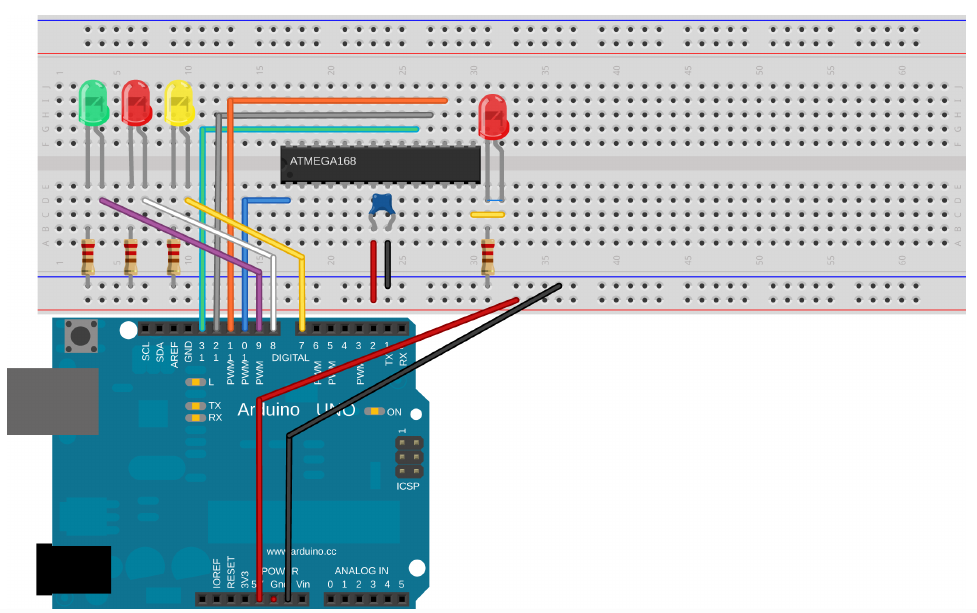 1 5 10 15 20 25 30 35 40 45 50 55 60
J
I
H
G
F
ATMEGA168
E
D
C
B
A
1 5 10 15 20 25 30 35 40 45 50 55 60
SCL
SDA
AREF
GND
13
12
PWM 11
PWM 10
PWM 9
8
DIGITAL
7
PWM 6
PWM 5
4
PWM 3
2
TX 1
RX
L
TX
RX
Arduino UNO
ON
1
ICSP
www.arduino.cc
POWER
ANALOG IN
IOREF
RESET
3V3
5V
Gnd
Vin
0 1 2 3 4 5